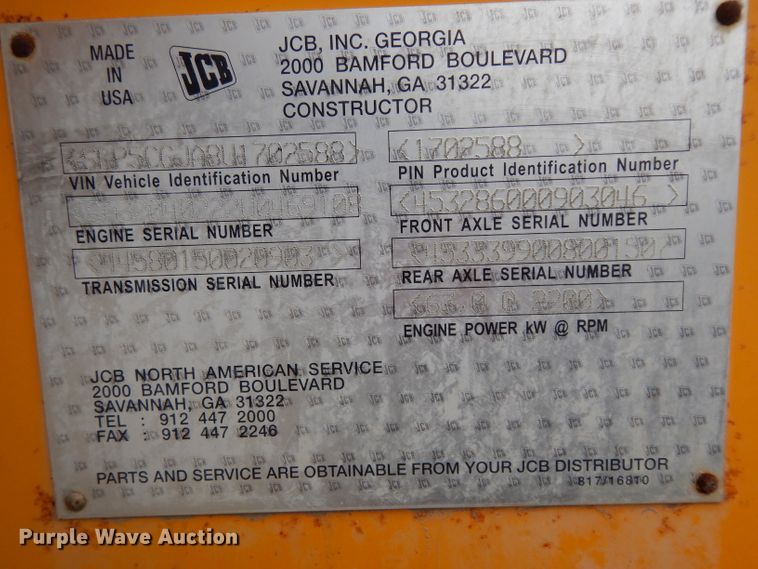 MADE
IN
USA
JCB
JCB, INC. GEORGIA
2000 BAMFORD BOULEVARD
SAVANNAH, GA 31322
CONSTRUCTOR
VIN Vehicle Identification Number
<1702588 >
PIN Product Identification Number
ENGINE SERIAL NUMBER
<453286000903046 >
FRONT AXLE SERIAL NUMBER
TRANSMISSION SERIAL NUMBER
REAR AXLE SERIAL NUMBER
ENGINE POWER kW @ RPM
JCB NORTH AMERICAN SERVICE
2000 BAMFORD BOULEVARD
SAVANNAH, GA 31322
TEL : 912 447 2000
FAX : 912 447 2246
PARTS AND SERVICE ARE OBTAINABLE FROM YOUR JCB DISTRIBUTOR
817/16810
Purple Wave Auction